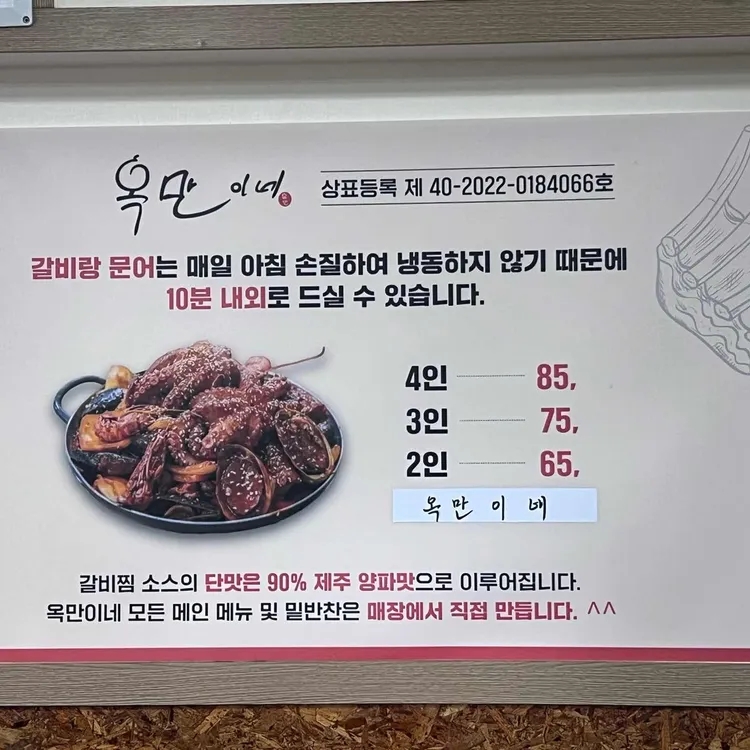 옥만이네 상표등록 제 40-2022-0184066호
갈비랑 문어는 매일 아침 손질하여 냉동하지 않기 때문에
10분 내외로 드실 수 있습니다.
4인 85,
3인 75,
2인 65,
옥만이네
갈비찜 소스의 단맛은 90% 제주 양파맛으로 이루어집니다.
옥만이네 모든 메인 메뉴 및 밑반찬은 매장에서 직접 만듭니다. ^^